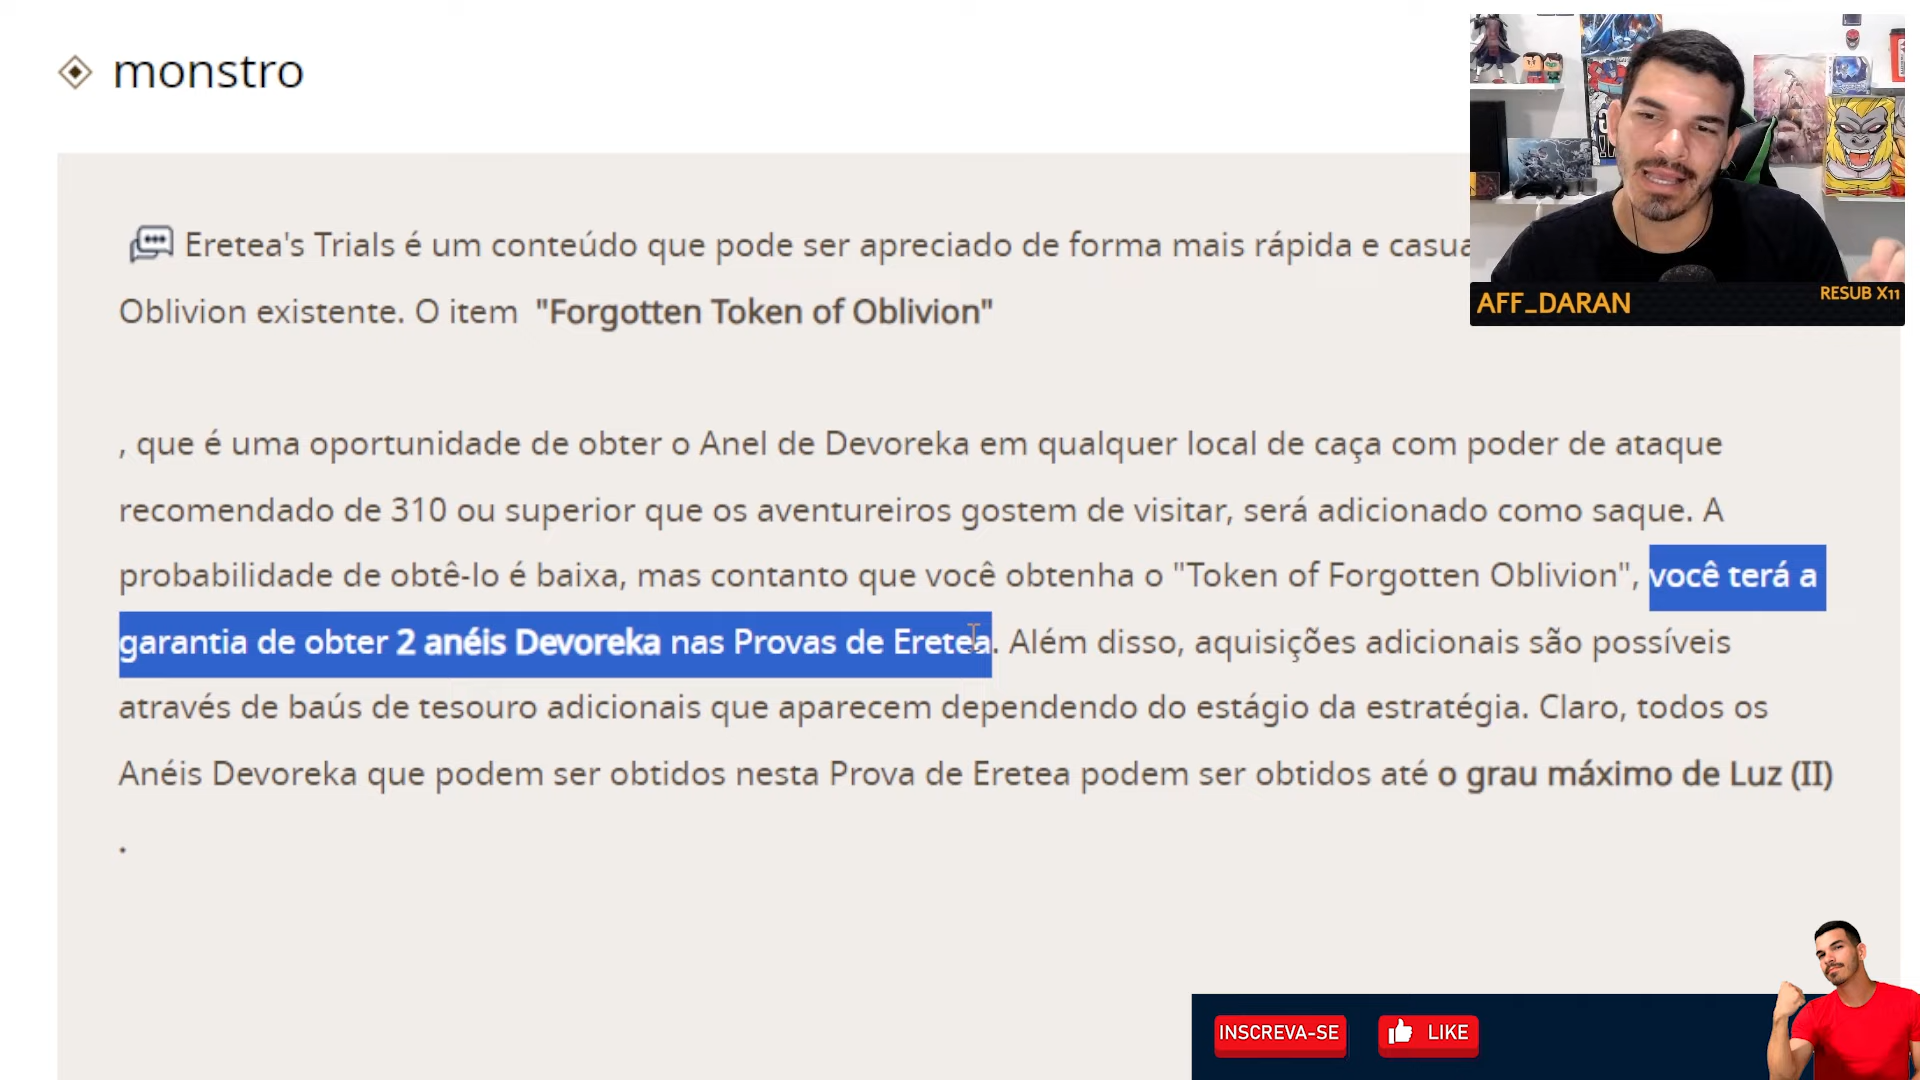 monstro
Eretea's Trials é um conteúdo que pode ser apreciado de forma mais rápida e casua
Oblivion existente. O item "Forgotten Token of Oblivion"
, que é uma oportunidade de obter o Anel de Devoreka em qualquer local de caça com poder de ataque
recomendado de 310 ou superior que os aventureiros gostem de visitar, será adicionado como saque. A
probabilidade de obtê-lo é baixa, mas contanto que você obtenha o "Token of Forgotten Oblivion", você terá a
garantia de obter 2 anéis Devoreka nas Provas de Eretea. Além disso, aquisições adicionais são possíveis
através de baús de tesouro adicionais que aparecem dependendo do estágio da estratégia. Claro, todos os
Anéis Devoreka que podem ser obtidos nesta Prova de Eretea podem ser obtidos até o grau máximo de Luz (II)
.
AFF_DARAN
RESUB X11
INSCREVA-SE
LIKE